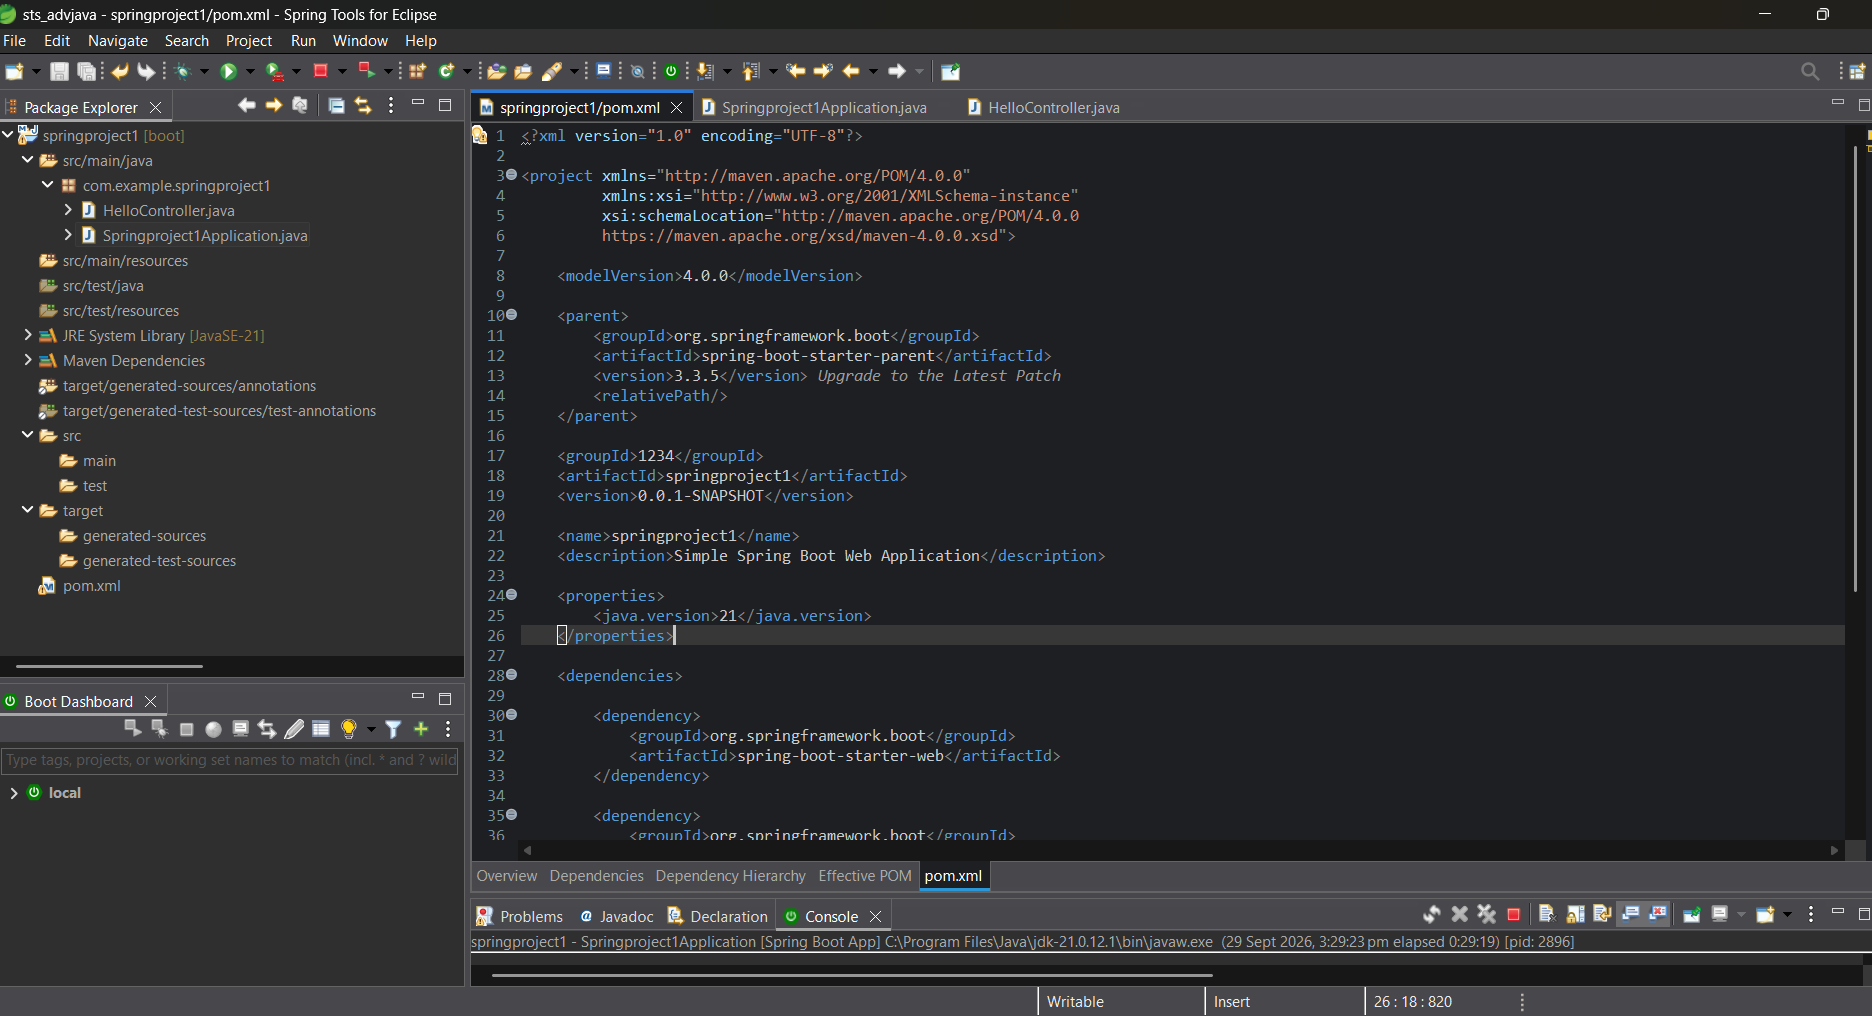 sts_advjava - springproject1/pom.xml - Spring Tools for Eclipse
File Edit Navigate Search Project Run Window Help
Package Explorer
springproject1 [boot]
src/main/java
com.example.springproject1
HelloController.java
Springproject1Application.java
src/main/resources
src/test/java
src/test/resources
JRE System Library [JavaSE-21]
Maven Dependencies
target/generated-sources/annotations
target/generated-test-sources/test-annotations
src
main
test
target
generated-sources
generated-test-sources
pom.xml
Boot Dashboard
Type tags, projects, or working set names to match (incl. * and ? wild
local
springproject1/pom.xml Springproject1Application.java HelloController.java
1 <?xml version="1.0" encoding="UTF-8"?>
2
3 <project xmlns="http://maven.apache.org/POM/4.0.0"
4 xmlns:xsi="http://www.w3.org/2001/XMLSchema-instance"
5 xsi:schemaLocation="http://maven.apache.org/POM/4.0.0
6 https://maven.apache.org/xsd/maven-4.0.0.xsd">
7
8 <modelVersion>4.0.0</modelVersion>
9
10 <parent>
11 <groupId>org.springframework.boot</groupId>
12 <artifactId>spring-boot-starter-parent</artifactId>
13 <version>3.3.5</version> Upgrade to the Latest Patch
14 <relativePath/>
15 </parent>
16
17 <groupId>1234</groupId>
18 <artifactId>springproject1</artifactId>
19 <version>0.0.1-SNAPSHOT</version>
20
21 <name>springproject1</name>
22 <description>Simple Spring Boot Web Application</description>
23
24 <properties>
25 <java.version>21</java.version>
26 </properties>
27
28 <dependencies>
29
30 <dependency>
31 <groupId>org.springframework.boot</groupId>
32 <artifactId>spring-boot-starter-web</artifactId>
33 </dependency>
34
35 <dependency>
36 <groupId>org.springframework.boot</groupId>
Overview Dependencies Dependency Hierarchy Effective POM pom.xml
Problems Javadoc Declaration Console
springproject1 - Springproject1Application [Spring Boot App] C:\Program Files\Java\jdk-21.0.12.1\bin\javaw.exe (29 Sept 2026, 3:29:23 pm elapsed 0:29:19) [pid: 2896]
Writable Insert 26 : 18 : 820